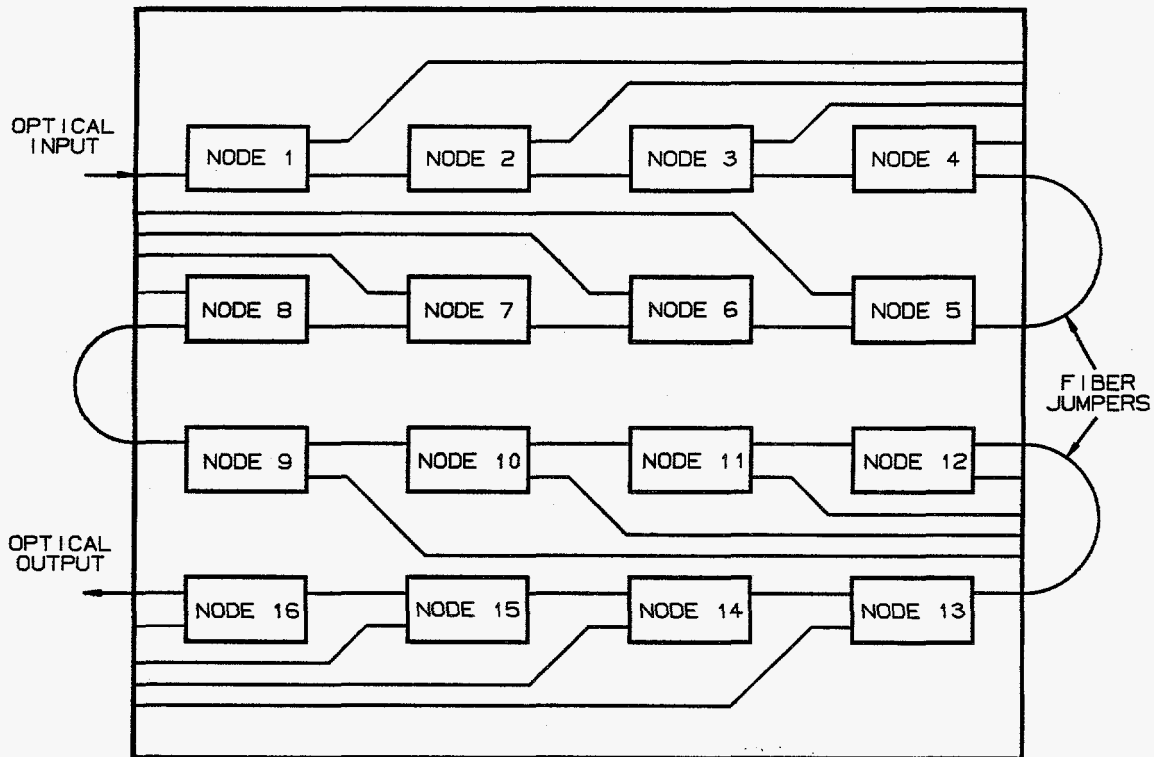 OPTICAL
INPUT
NODE 1
NODE 2
NODE 3
NODE 4
NODE 8
NODE 7
NODE 6
NODE 5
FIBER
JUMPERS
NODE 9
NODE 10
NODE 11
NODE 12
OPTICAL
OUTPUT
NODE 16
NODE 15
NODE 14
NODE 13